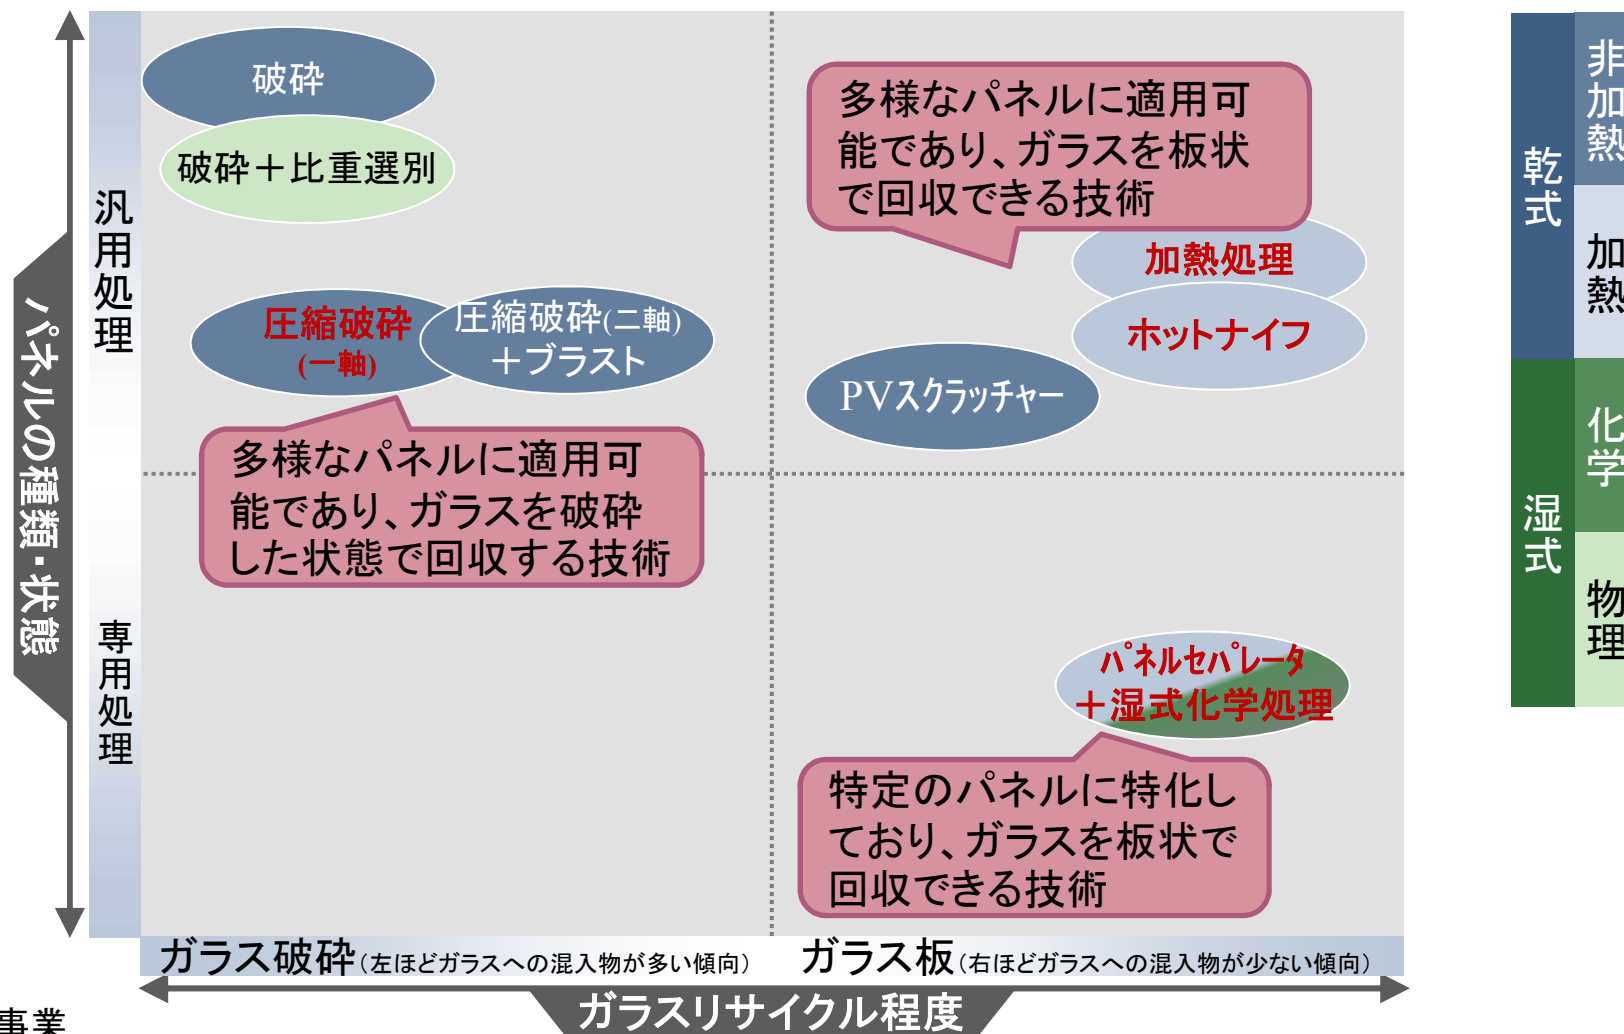 破砕
破砕＋比重選別
多様なパネルに適用可
能であり、ガラスを板状
で回収できる技術
加熱処理
ホットナイフ
圧縮破砕
(一軸)
圧縮破砕(二軸)
＋ブラスト
PVスクラッチャー
多様なパネルに適用可
能であり、ガラスを破砕
した状態で回収する技術
パネルセパレータ
＋湿式化学処理
特定のパネルに特化し
ており、ガラスを板状で
回収できる技術
パネルの種類・状態
汎用処理
専用処理
ガラス破砕（左ほどガラスへの混入物が多い傾向）
ガラス板（右ほどガラスへの混入物が少ない傾向）
ガラスリサイクル程度
乾式
非加熱
加熱
湿式
化学
物理
事業